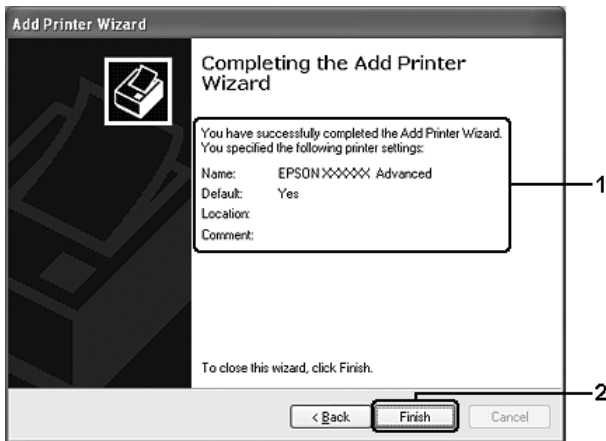 Add Printer Wizard
Completing the Add Printer
Wizard
You have successfully completed the Add Printer Wizard.
You specified the following printer settings:
Name: EPSON XXXXXX Advanced
Default: Yes
Location:
Comment:
1
To close this wizard, click Finish.
2
< Back Finish Cancel